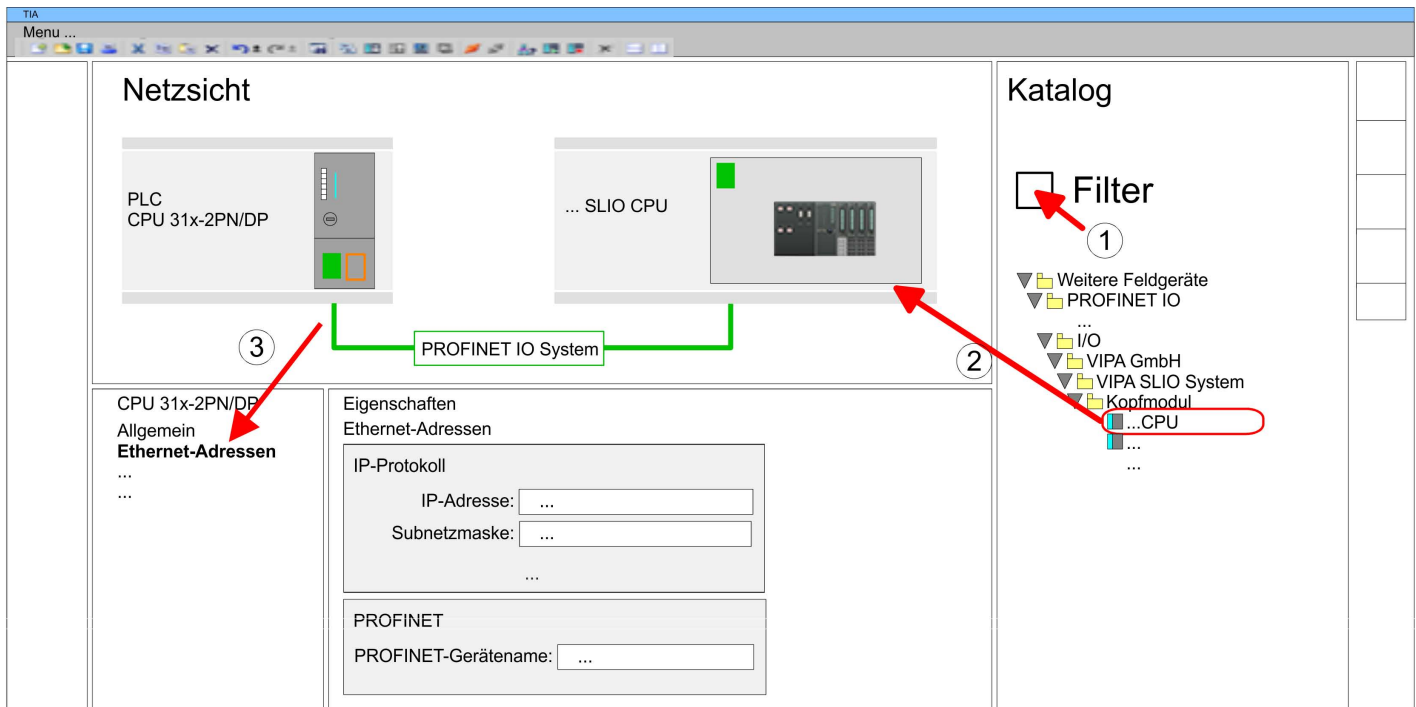 TIA
Menu ...
Netzsicht
PLC
CPU 31x-2PN/DP
... SLIO CPU
PROFINET IO System
3
2
Katalog
Filter
1
Weitere Feldgeräte
PROFINET IO
...
I/O
VIPA GmbH
VIPA SLIO System
Kopfmodul
...CPU
...
...
CPU 31x-2PN/DP
Allgemein
Ethernet-Adressen
...
...
Eigenschaften
Ethernet-Adressen
IP-Protokoll
IP-Adresse: ...
Subnetzmaske: ...
...
PROFINET
PROFINET-Gerätename: ...